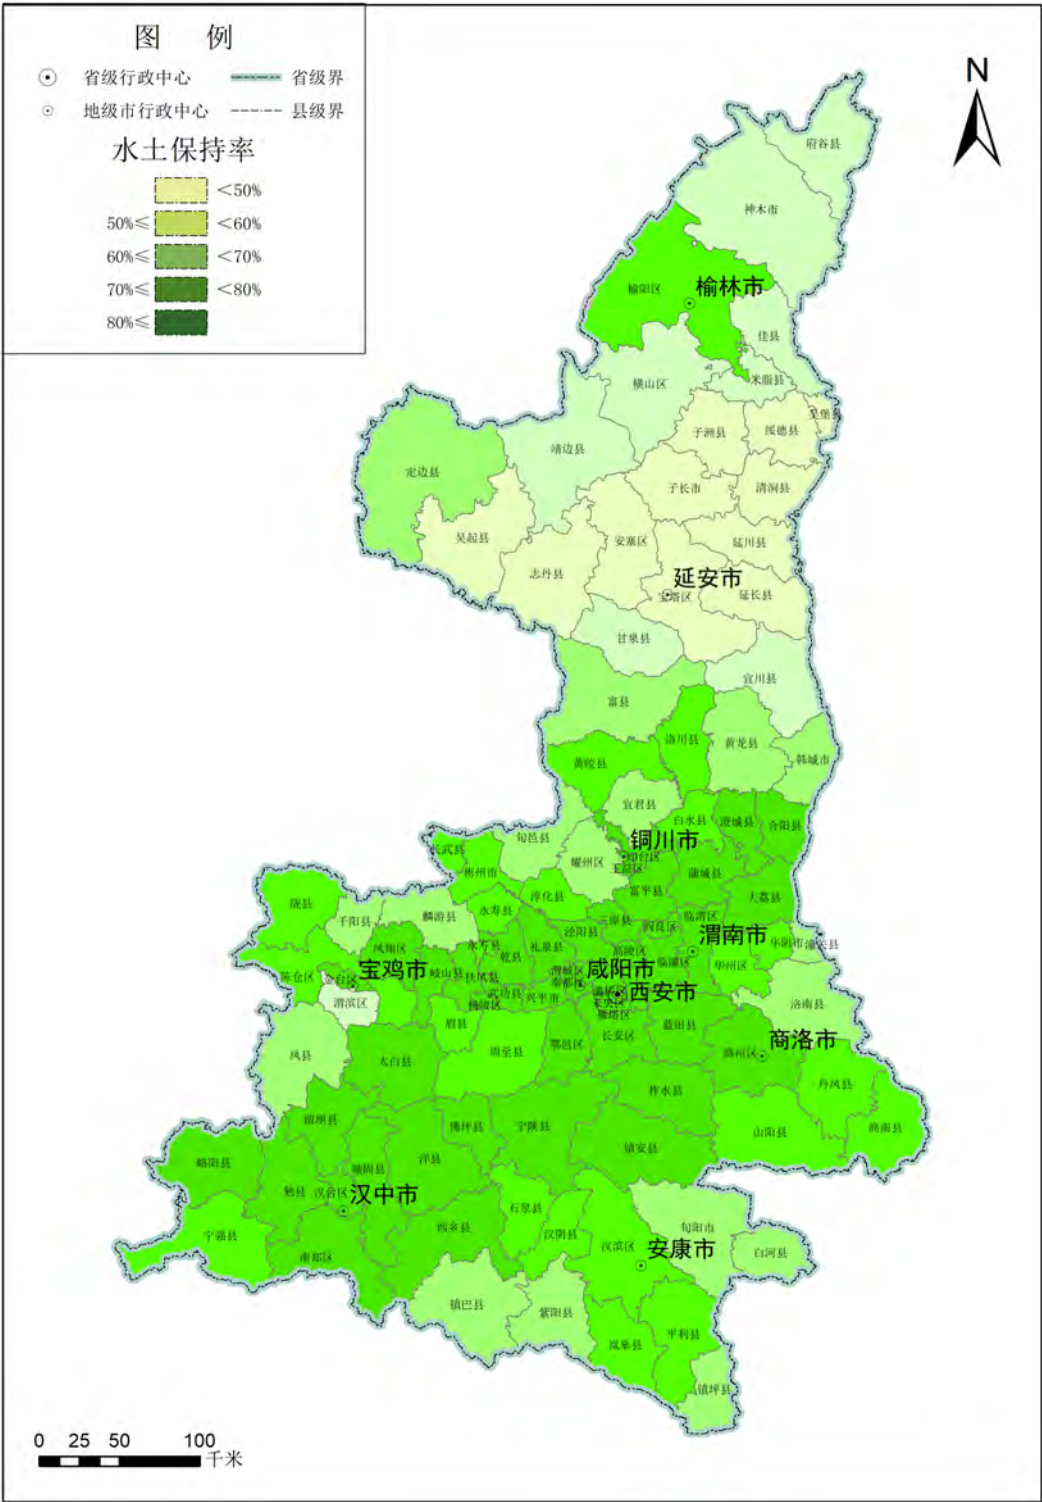 图 例
省级行政中心 省级界
地级市行政中心 县级界
水土保持率
<50%
50%≤ <60%
60%≤ <70%
70%≤ <80%
80%≤
N
府谷县
神木市
榆阳区
榆林市
佳县
横山区
米脂县
吴堡县
子洲县
绥德县
靖边县
定边县
子长市
清涧县
吴起县
安塞区
延川县
志丹县
延安市
宝塔区
延长县
甘泉县
宜川县
富县
洛川县
黄龙县
韩城市
黄陵县
宜君县
白水县
澄城县
合阳县
铜川市
旬邑县
长武县
耀州区
印台区
王益区
彬州市
蒲城县
陇县
淳化县
富平县
大荔县
千阳县
麟游县
永寿县
三原县
阎良区
临渭区
渭南市
凤翔区
永寿县
乾县
礼泉县
泾阳县
高陵区
华阴市
潼关县
陈仓区
金台区
宝鸡市
岐山县
扶风县
渭城区
秦都区
咸阳市
临潼区
华州区
渭滨区
武功县
杨陵区
兴平市
灞桥区
未央区
雁塔区
西安市
洛南县
眉县
周至县
鄠邑区
长安区
蓝田县
商洛市
商州区
凤县
太白县
丹凤县
柞水县
留坝县
佛坪县
宁陕县
镇安县
山阳县
商南县
略阳县
城固县
洋县
勉县
汉台区
汉中市
石泉县
汉阴县
西乡县
旬阳市
宁强县
南郑区
汉滨区
安康市
白河县
镇巴县
紫阳县
岚皋县
平利县
镇坪县
0 25 50 100
千米